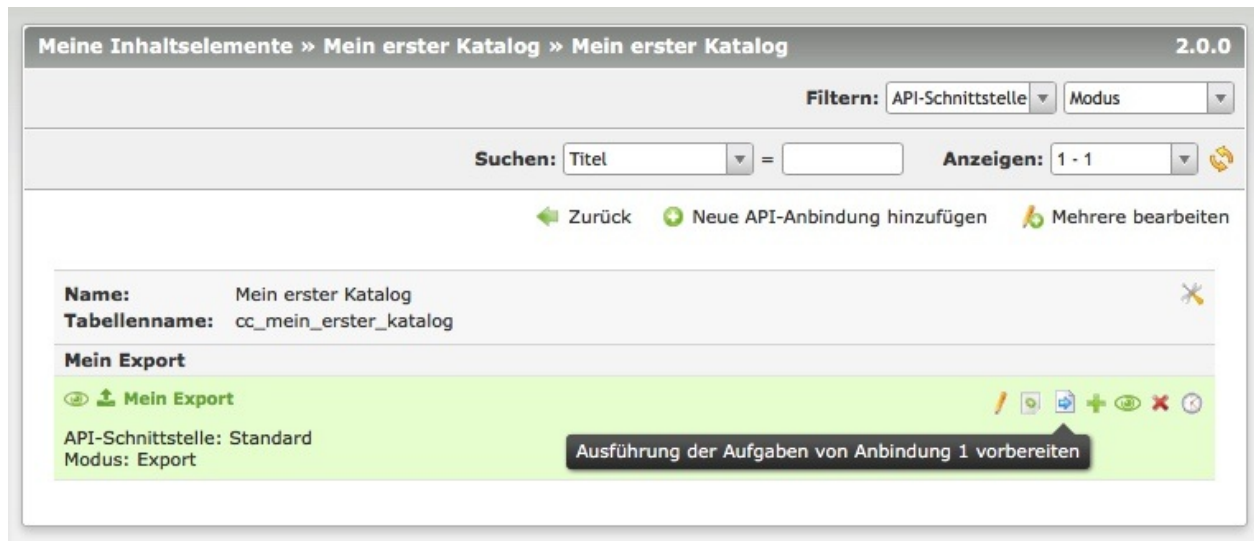 Meine Inhaltselemente » Mein erster Katalog » Mein erster Katalog 2.0.0
Filtern: API-Schnittstelle Modus
Suchen: Titel = Anzeigen: 1 - 1
Zurück Neue API-Anbindung hinzufügen Mehrere bearbeiten
Name: Mein erster Katalog
Tabellenname: cc_mein_erster_katalog
Mein Export
Mein Export
API-Schnittstelle: Standard
Modus: Export
Ausführung der Aufgaben von Anbindung 1 vorbereiten